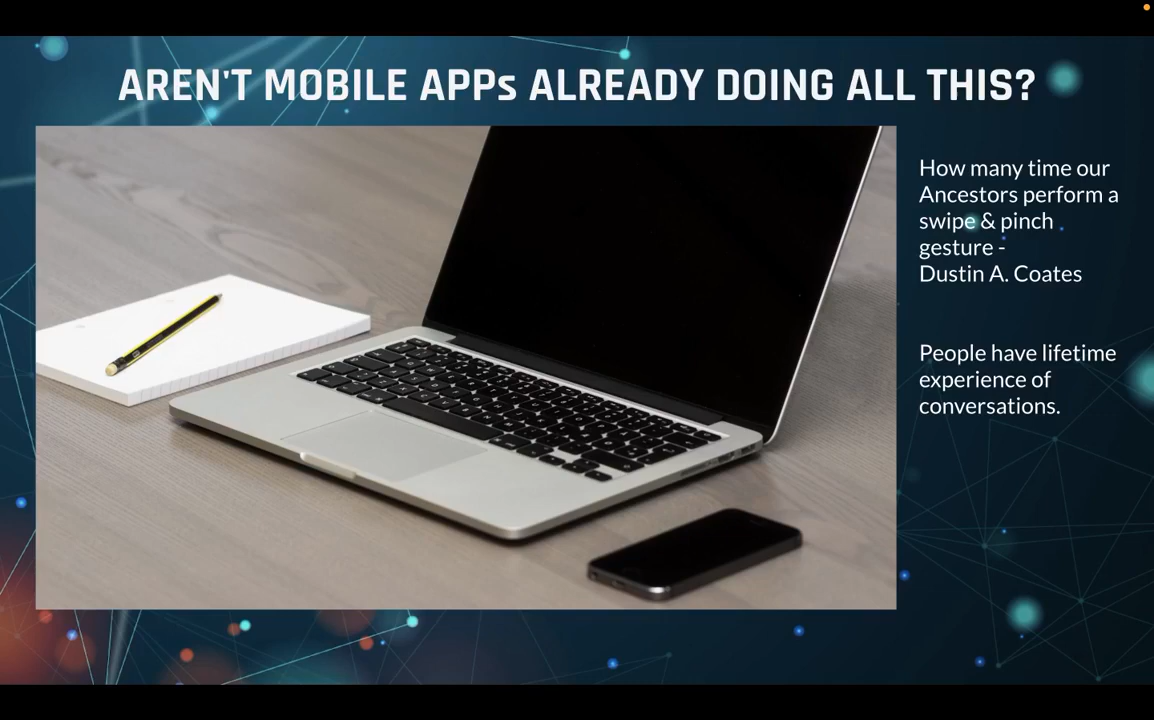 AREN'T MOBILE APPs ALREADY DOING ALL THIS?
How many time our
Ancestors perform a
swipe & pinch
gesture -
Dustin A. Coates
People have lifetime
experience of
conversations.